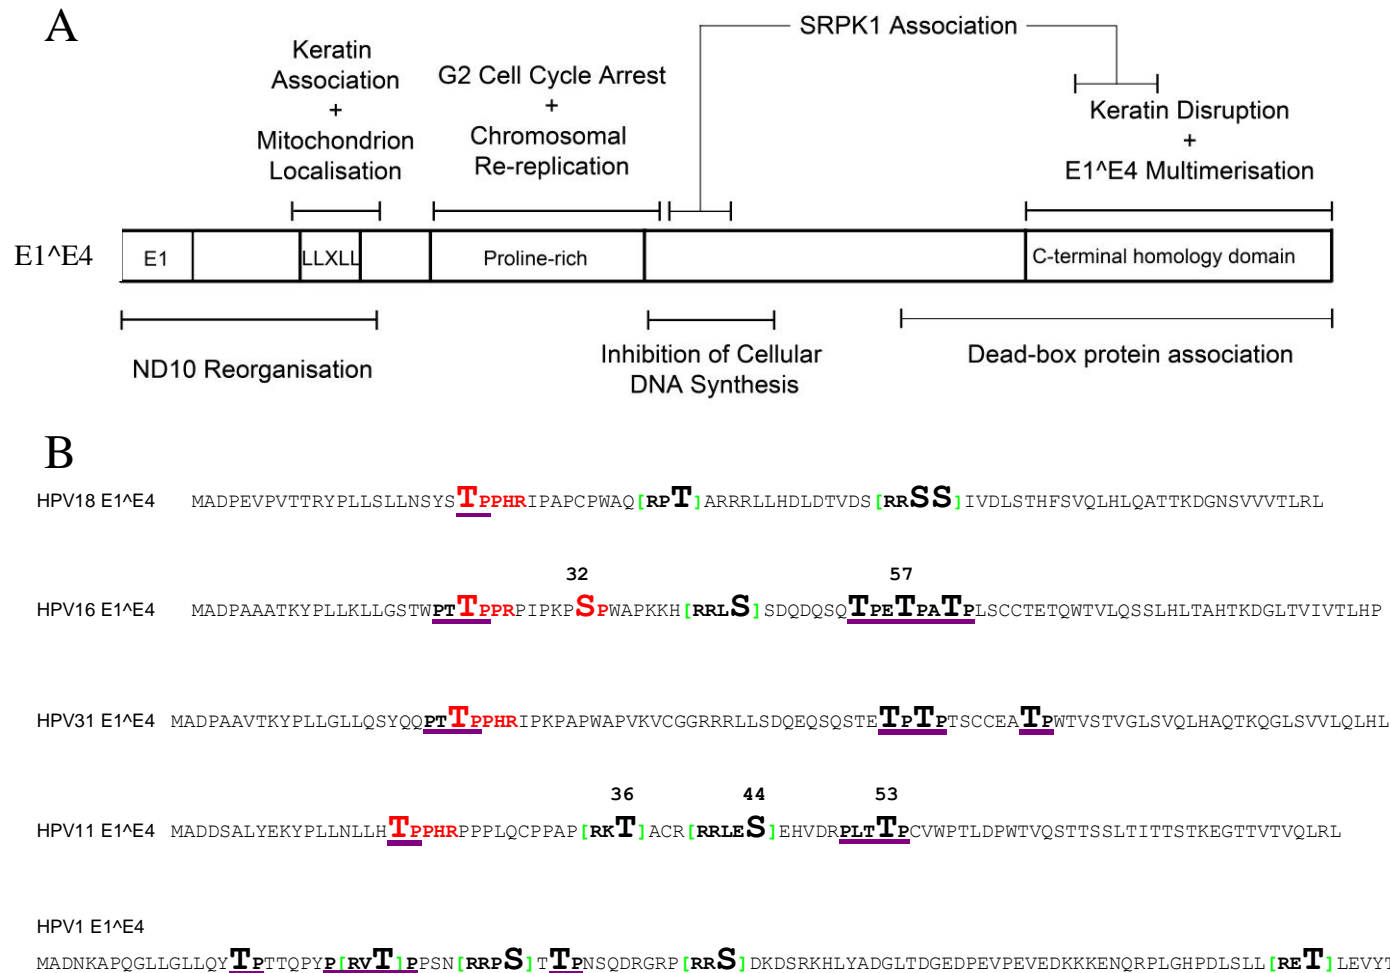 A
SRPK1 Association
Keratin
Association
+
Mitochondrion
Localisation
G2 Cell Cycle Arrest
+
Chromosomal
Re-replication
Keratin Disruption
+
E1^E4 Multimerisation
E1^E4
E1
LLXLL
Proline-rich
C-terminal homology domain
ND10 Reorganisation
Inhibition of Cellular
DNA Synthesis
Dead-box protein association
B
HPV18 E1^E4 MADPEVPVTTRYPLLSLLNSYSTPPHRIPAPCPWAQ[RPT]ARRRLLHDLDTVDS[RRSS]IVDLSTHFSVQLHLQATTKDGNSVVVTLRL
32 57
HPV16 E1^E4 MADPAAATKYPLLKLLGSTWPTTPPRPIPKPSPWAPKKH[RRLS]SDQDQSQTPETPATPLSCCTETQWTVLQSSLHLTAHTKDGLTVIVTLHP
HPV31 E1^E4 MADPAAVTKYPLLGLLQSYQQPTTPPHRIPKPAPWAPVKVCGGRRRLLSDQEQSQSTETPTPTSCCEATPWTVSTVGLSVQLHAQTKQGLSVVLQLHL
36 44 53
HPV11 E1^E4 MADDSALYEKYPLLNLLHTPPHRPPPLQCPPAP[RKT]ACR[RRLES]EHVDRPLTTPCVWPTLDPWTVQSTTSSLTITTSTKEGTTVTVQLRL
HPV1 E1^E4
MADNKAPQGLLGLLQYTPTTQPYP[RVT]PPSN[RRPS]TTPNSQDRGRP[RRS]DKDSRKHLYADGLTDGEDPEVPEVEDKKKENQRPLGHPDLSLL[RET]LEVY